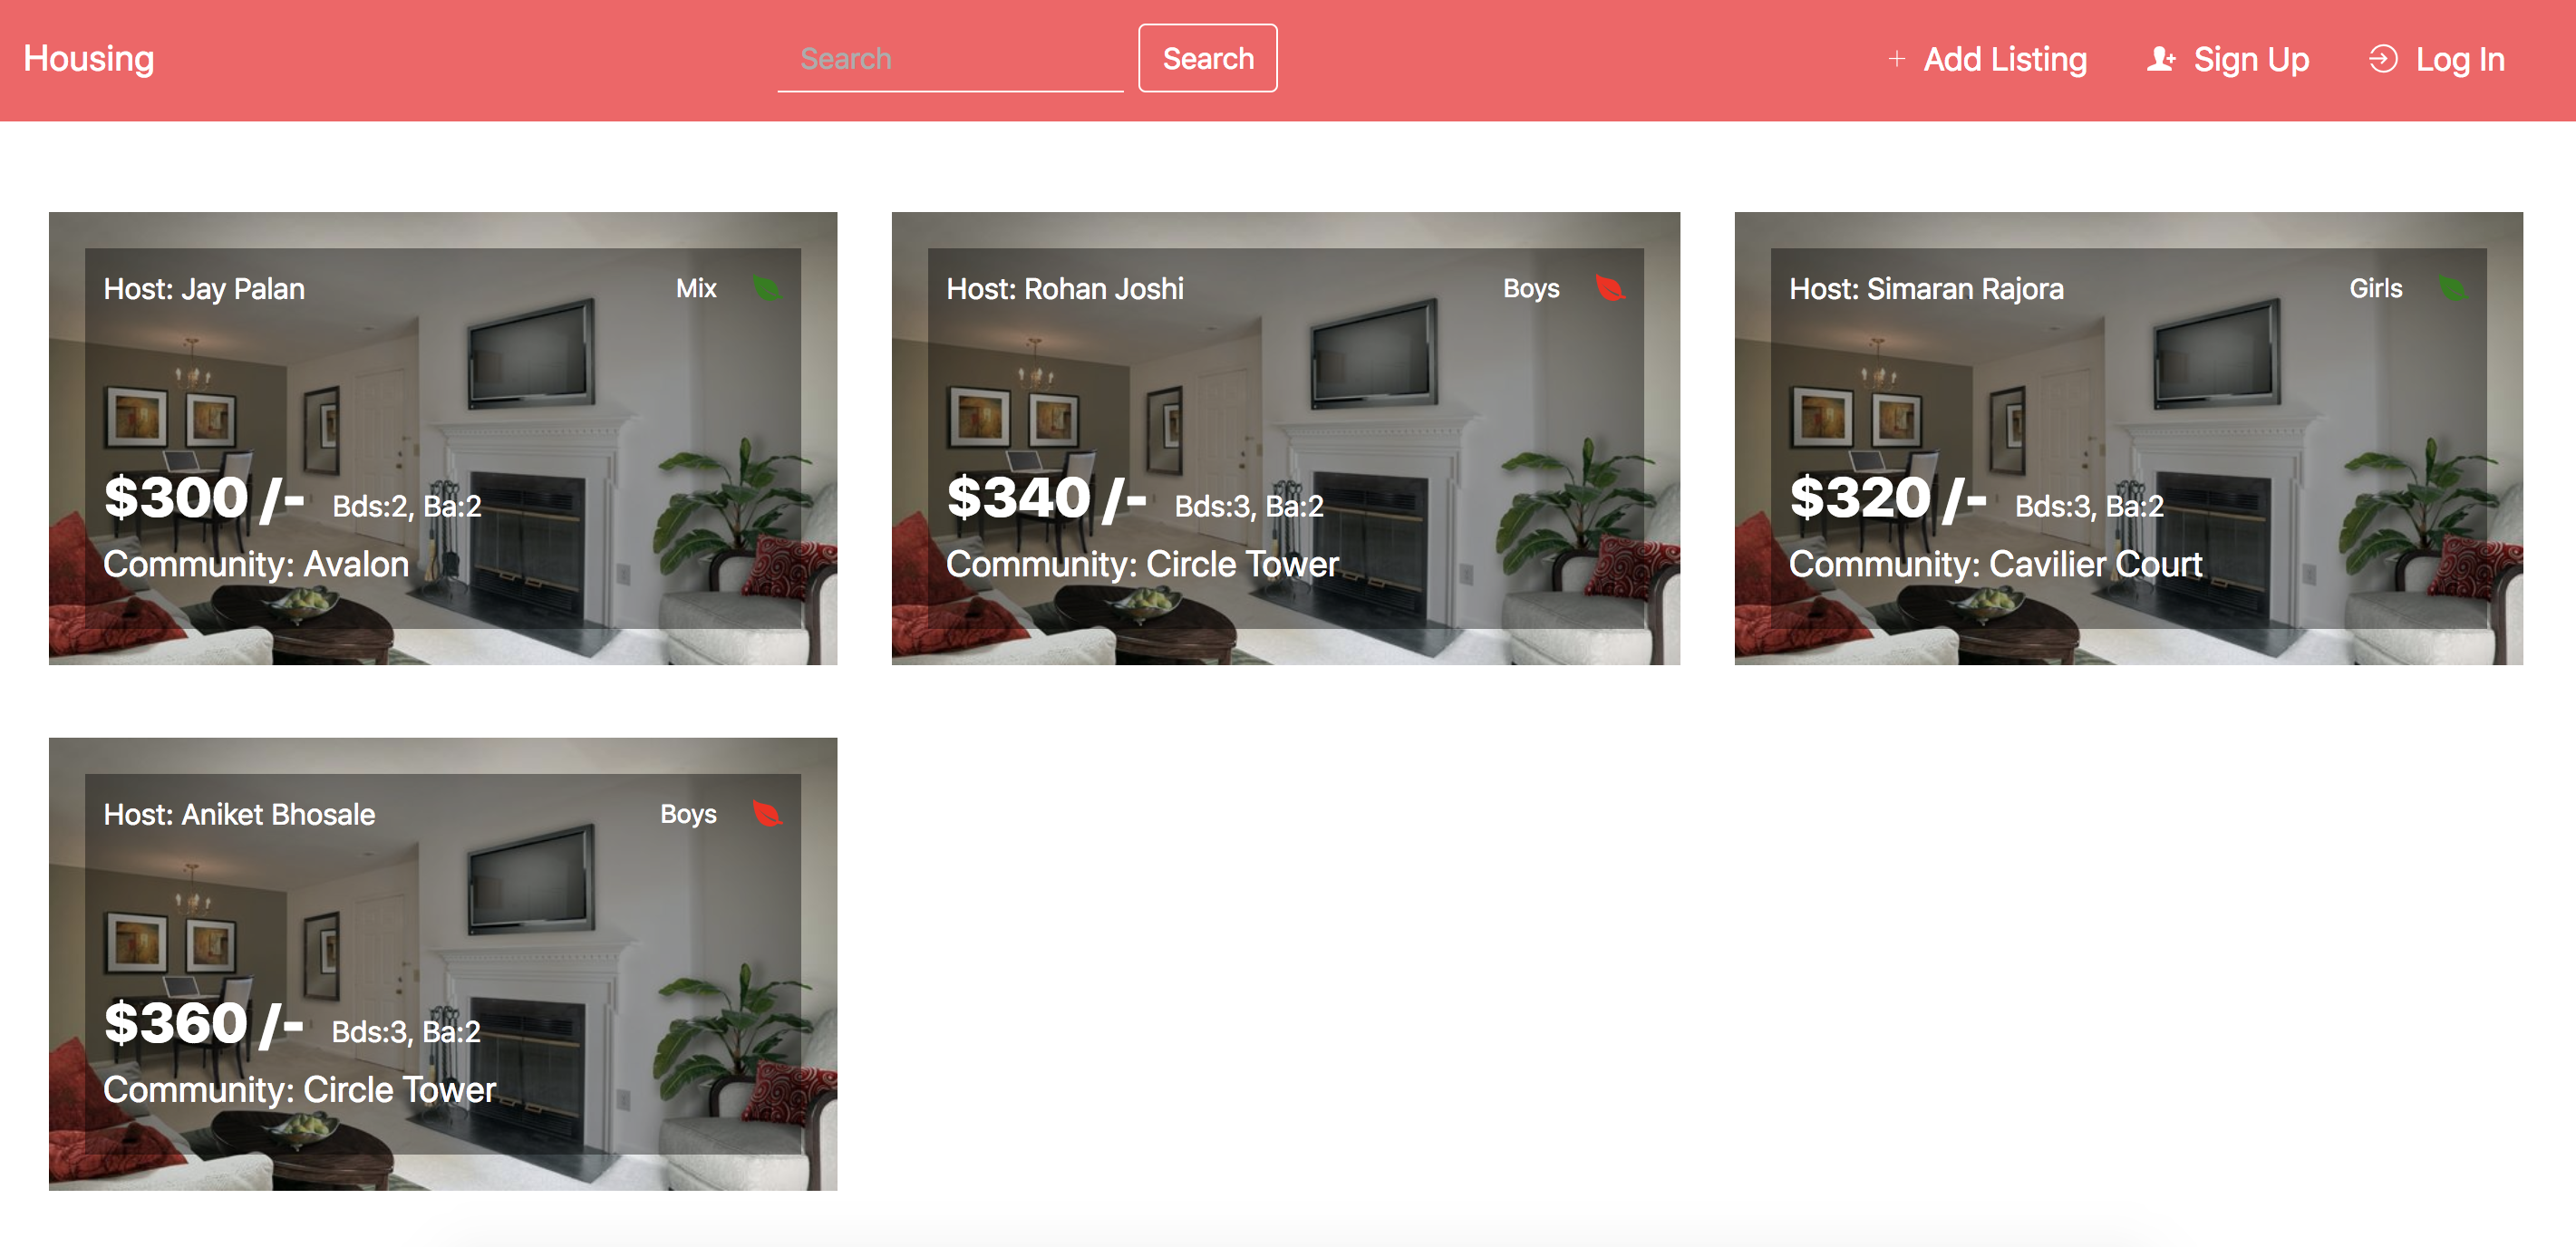 Housing
Search
Search
Add Listing
Sign Up
Log In
Host: Jay Palan
Mix
$300 /- Bds:2, Ba:2
Community: Avalon
Host: Rohan Joshi
Boys
$340 /- Bds:3, Ba:2
Community: Circle Tower
Host: Simaran Rajora
Girls
$320 /- Bds:3, Ba:2
Community: Cavilier Court
Host: Aniket Bhosale
Boys
$360 /- Bds:3, Ba:2
Community: Circle Tower